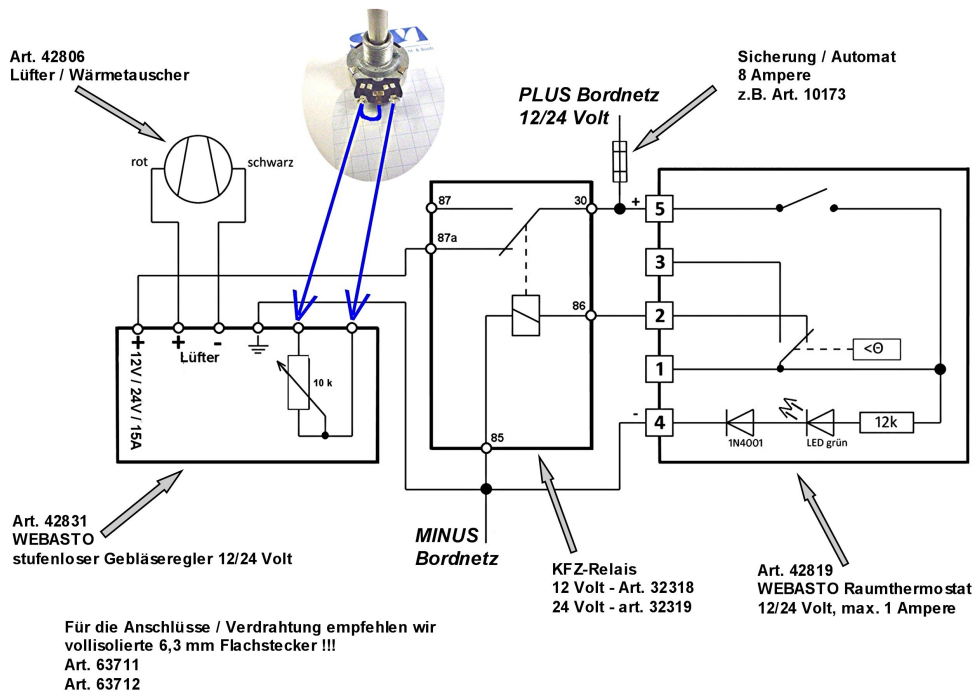 Art. 42806
Lüfter / Wärmetauscher
rot
schwarz
PLUS Bordnetz
12/24 Volt
Sicherung / Automat
8 Ampere
z.B. Art. 10173
87
30
+
5
87a
3
86
2
<Θ
1
+
+
-
Lüfter
12V / 24V / 15A
10 k
-
4
1N4001
LED grün
12k
85
Art. 42831
WEBASTO
stufenloser Gebläseregler 12/24 Volt
MINUS
Bordnetz
KFZ-Relais
12 Volt - Art. 32318
24 Volt - art. 32319
Art. 42819
WEBASTO Raumthermostat
12/24 Volt, max. 1 Ampere
Für die Anschlüsse / Verdrahtung empfehlen wir
vollisolierte 6,3 mm Flachstecker !!!
Art. 63711
Art. 63712